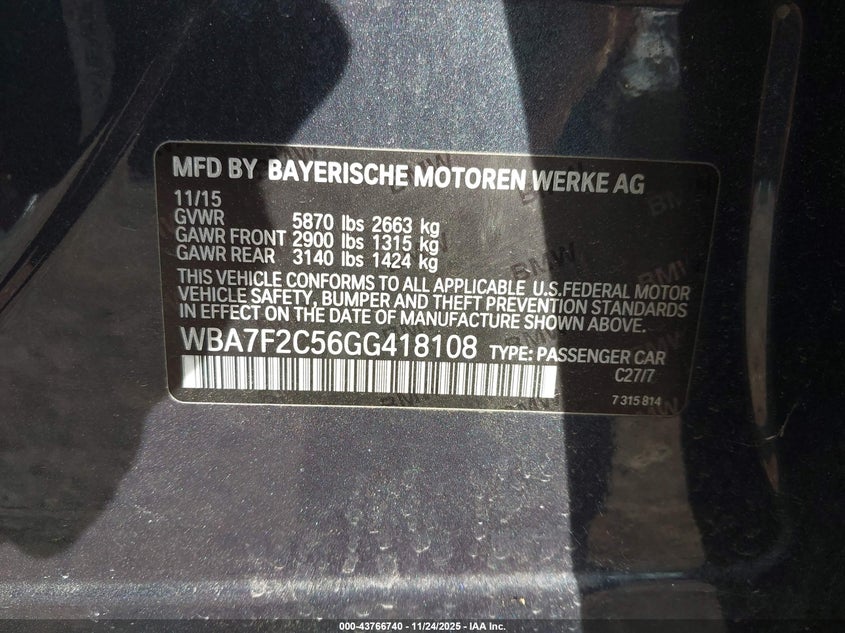 MFD BY BAYERISCHE MOTOREN WERKE AG
11/15
GVWR 5870 lbs 2663 kg
GAWR FRONT 2900 lbs 1315 kg
GAWR REAR 3140 lbs 1424 kg
THIS VEHICLE CONFORMS TO ALL APPLICABLE U.S.FEDERAL MOTOR
VEHICLE SAFETY, BUMPER AND THEFT PREVENTION STANDARDS
IN EFFECT ON THE DATE OF MANUFACTURE SHOWN ABOVE.
WBA7F2C56GG418108 TYPE: PASSENGER CAR
C27/7
7 315 814
000-43766740 - 11/24/2025 - IAA Inc.